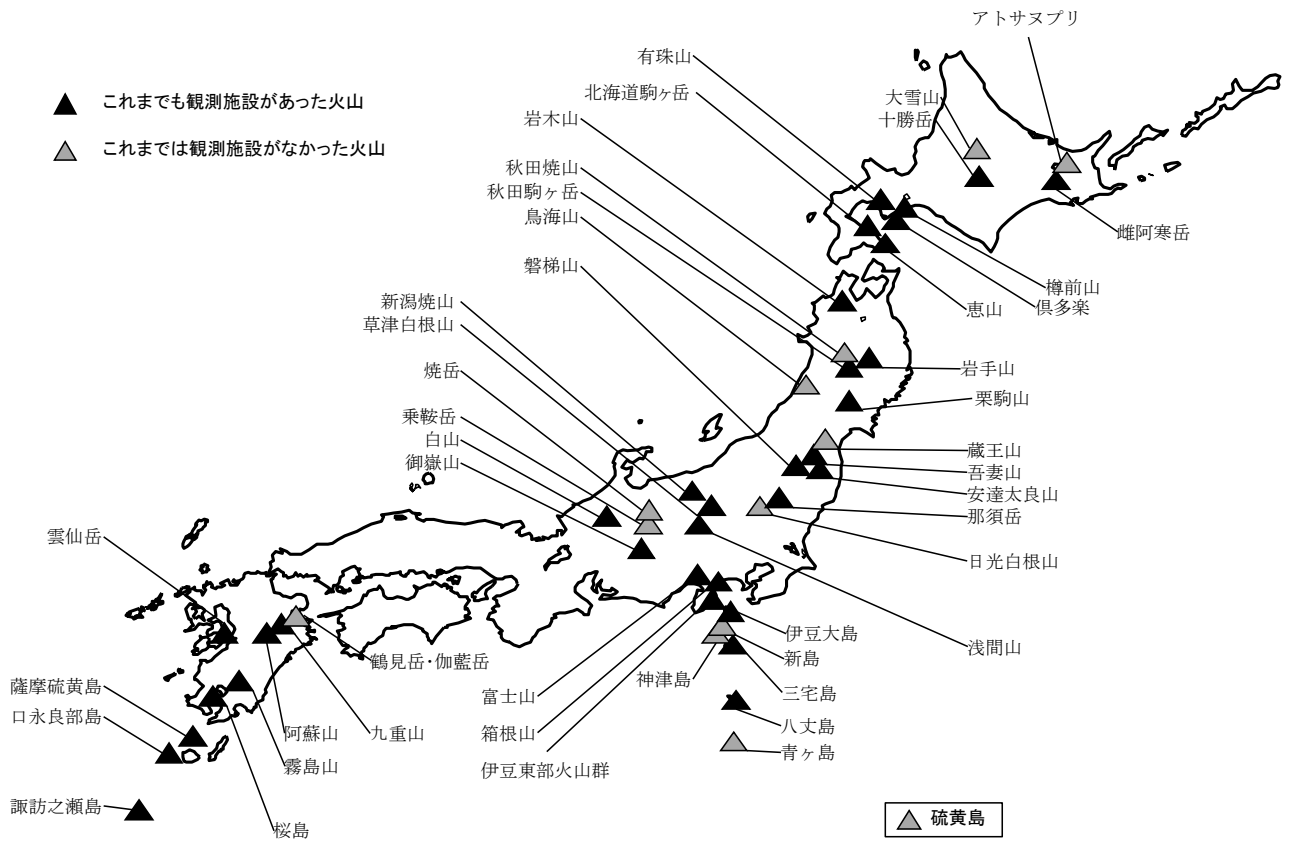 アトサヌプリ
有珠山
北海道駒ヶ岳
大雪山
十勝岳
これまでも観測施設があった火山
岩木山
これまでは観測施設がなかった火山
秋田焼山
秋田駒ヶ岳
鳥海山
雌阿寒岳
磐梯山
樽前山
倶多楽
恵山
新潟焼山
草津白根山
岩手山
焼岳
栗駒山
乗鞍岳
白山
御嶽山
蔵王山
吾妻山
安達太良山
那須岳
雲仙岳
日光白根山
伊豆大島
浅間山
新島
鶴見岳・伽藍岳
神津島
薩摩硫黄島
富士山
三宅島
口永良部島
阿蘇山
九重山
箱根山
八丈島
青ヶ島
霧島山
伊豆東部火山群
諏訪之瀬島
硫黄島
桜島